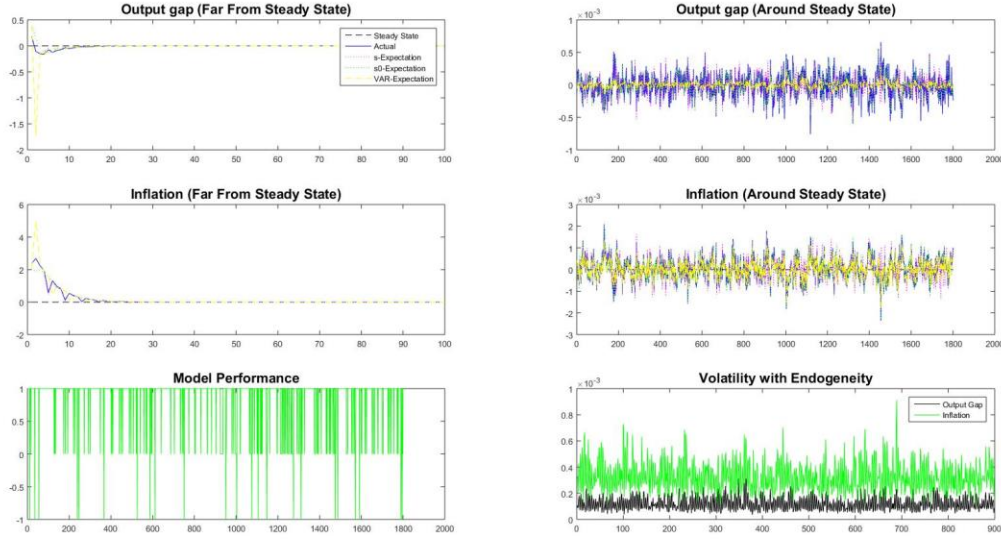 Output gap (Far From Steady State)
0.5
0
-0.5
-1
-1.5
-2
0 10 20 30 40 50 60 70 80 90 100
Steady State
Actual
s-Expectation
s0-Expectation
VAR-Expectation
Output gap (Around Steady State)
× 10-3
1
0.5
0
-0.5
-1
0 200 400 600 800 1000 1200 1400 1600 1800 2000
Inflation (Far From Steady State)
6
4
2
0
-2
0 10 20 30 40 50 60 70 80 90 100
Inflation (Around Steady State)
× 10-3
3
2
1
0
-1
-2
-3
0 200 400 600 800 1000 1200 1400 1600 1800 2000
Model Performance
1
0.5
0
-0.5
-1
0 200 400 600 800 1000 1200 1400 1600 1800 2000
Volatility with Endogeneity
× 10-3
1
0.8
0.6
0.4
0.2
0
0 100 200 300 400 500 600 700 800 900
Output Gap
Inflation